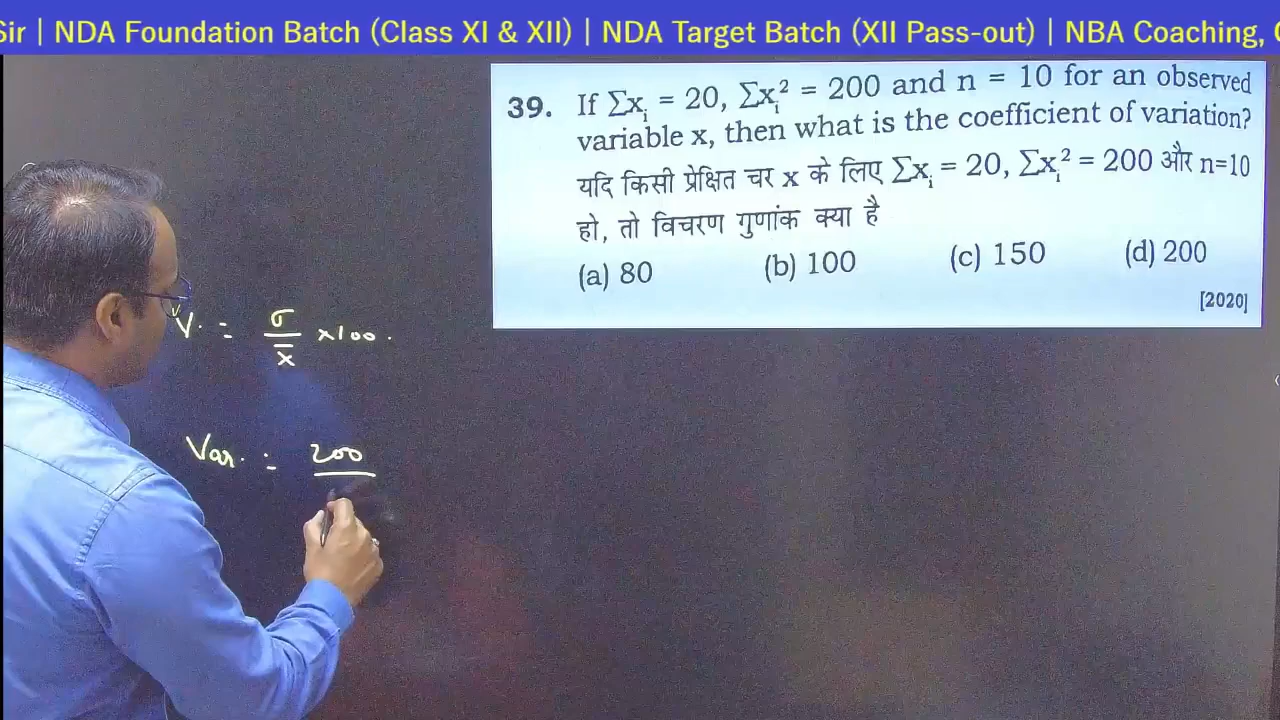 Sir | NDA Foundation Batch (Class XI & XII) | NDA Target Batch (XII Pass-out) | NBA Coaching,
39. If ∑xᵢ = 20, ∑xᵢ² = 200 and n = 10 for an observed
variable x, then what is the coefficient of variation?
यदि किसी प्रेक्षित चर x के लिए ∑xᵢ = 20, ∑xᵢ² = 200 और n=10
हो, तो विचरण गुणांक क्या है
(a) 80 (b) 100 (c) 150 (d) 200
[2020]
V. = σ/x̄ ×100.
Var. = 200